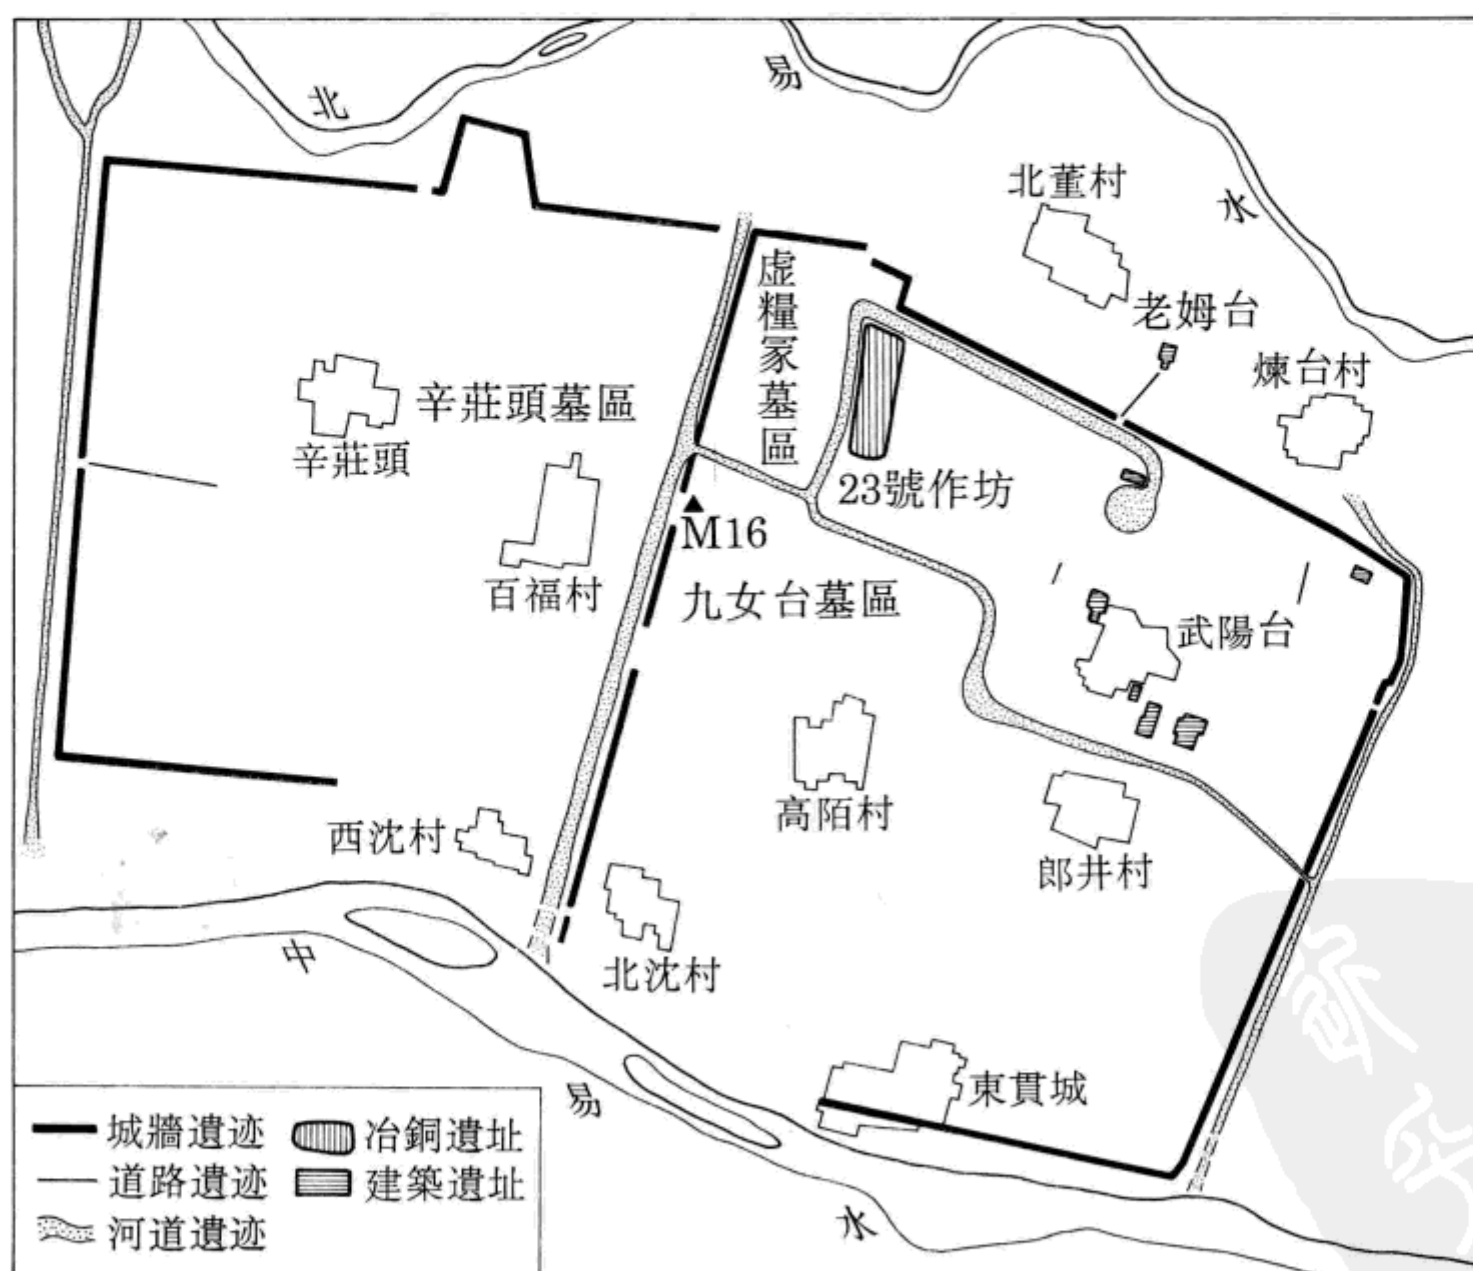 北
易
水
北董村
老姆台
煉台村
虛糧冢墓區
辛莊頭墓區
辛莊頭
23號作坊
M16
百福村
九女台墓區
武陽台
高陌村
西沈村
郎井村
北沈村
中
易
水
東貫城
城牆遺迹
冶銅遺址
道路遺迹
建築遺址
河道遺迹